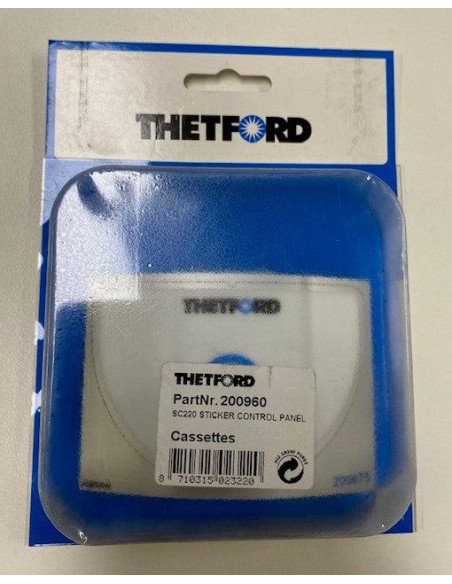 THETFORD
THETFORD
THETFORD
PartNr. 200960
SC220 STICKER CONTROL PANEL
Cassettes
8 710315 023220